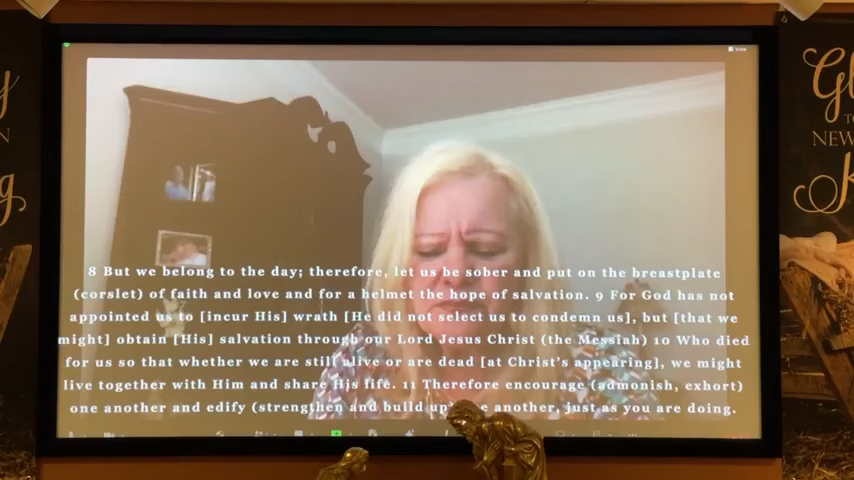 View
8 But we belong to the day; therefore, let us be sober and put on the breastplate
(corslet) of faith and love and for a helmet the hope of salvation. 9 For God has not
appointed us to [incur His] wrath [He did not select us to condemn us], but [that we
might] obtain [His] salvation through our Lord Jesus Christ (the Messiah) 10 Who died
for us so that whether we are still alive or are dead [at Christ's appearing], we might
live together with Him and share His life. 11 Therefore encourage (admonish, exhort)
one another and edify (strengthen and build up) another, just as you are doing.
NEW